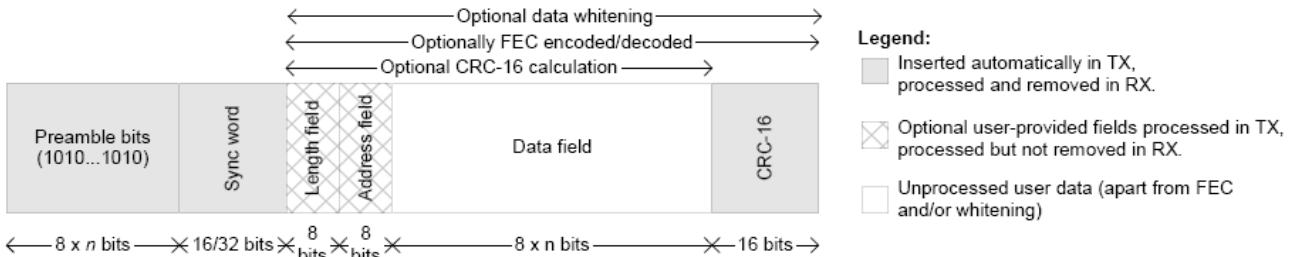 Optional data whitening
Optionally FEC encoded/decoded
Optional CRC-16 calculation
Preamble bits
(1010...1010)
Sync word
Length field
Address field
Data field
CRC-16
8 x n bits
16/32 bits
8
bits
8
bits
8 x n bits
16 bits
Legend:
Inserted automatically in TX,
processed and removed in RX.
Optional user-provided fields processed in TX,
processed but not removed in RX.
Unprocessed user data (apart from FEC
and/or whitening)